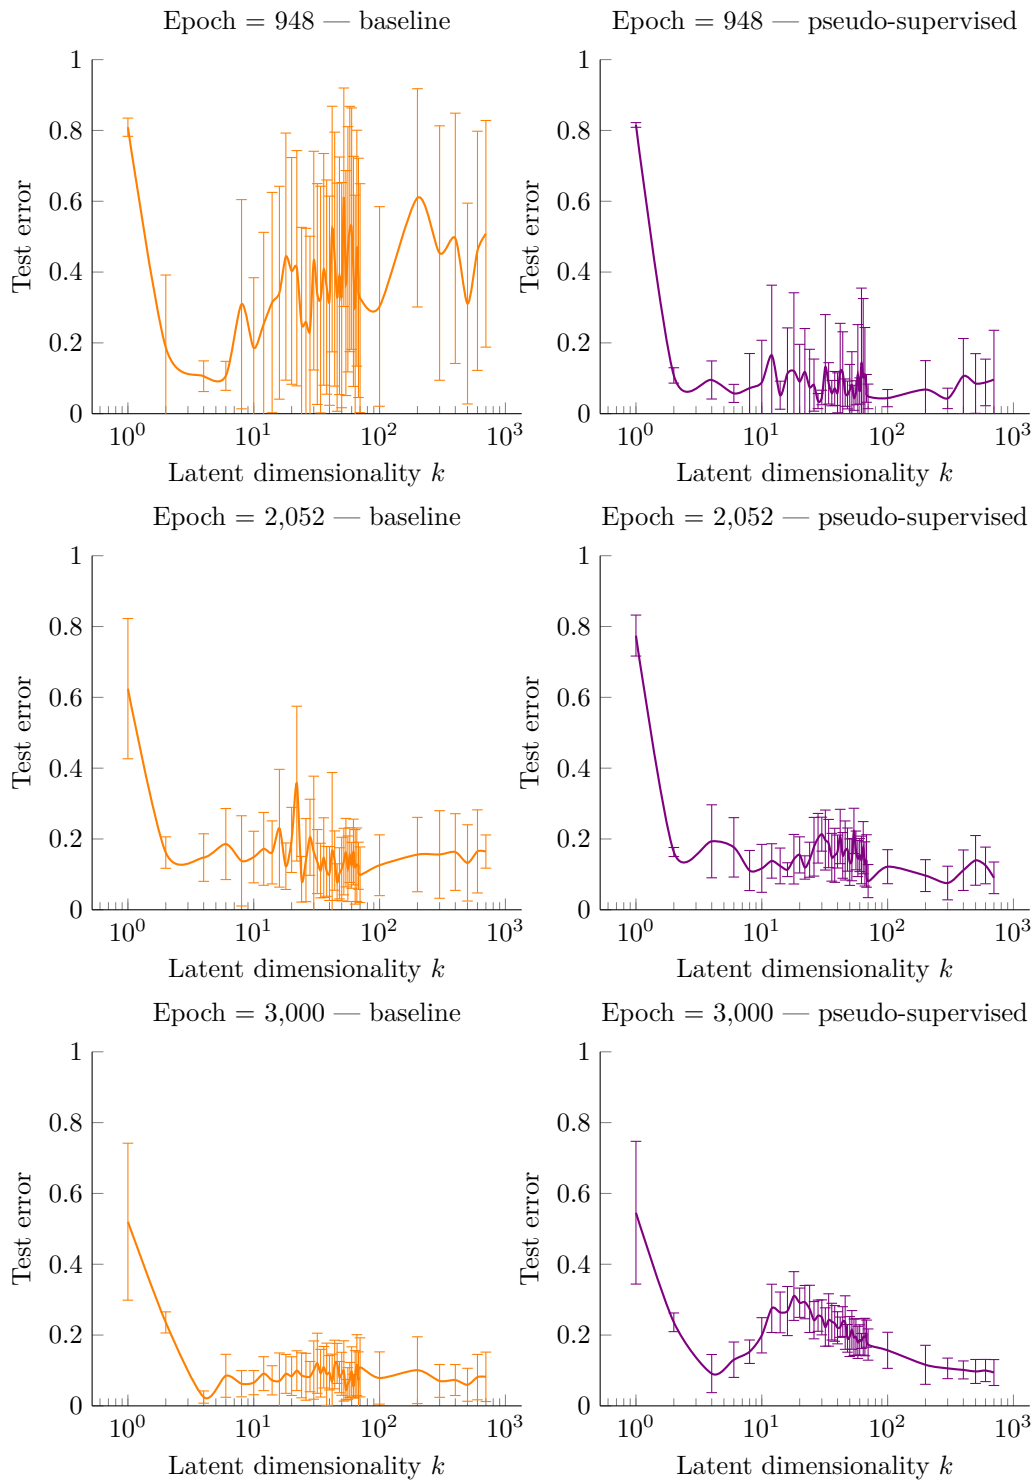 Epoch = 948 — baseline
Epoch = 948 — pseudo-supervised
1
0.8
0.6
0.4
0.2
0
Test error
10^0 10^1 10^2 10^3
Latent dimensionality k
1
0.8
0.6
0.4
0.2
0
Test error
10^0 10^1 10^2 10^3
Latent dimensionality k
Epoch = 2,052 — baseline
Epoch = 2,052 — pseudo-supervised
1
0.8
0.6
0.4
0.2
0
Test error
10^0 10^1 10^2 10^3
Latent dimensionality k
1
0.8
0.6
0.4
0.2
0
Test error
10^0 10^1 10^2 10^3
Latent dimensionality k
Epoch = 3,000 — baseline
Epoch = 3,000 — pseudo-supervised
1
0.8
0.6
0.4
0.2
0
Test error
10^0 10^1 10^2 10^3
Latent dimensionality k
1
0.8
0.6
0.4
0.2
0
Test error
10^0 10^1 10^2 10^3
Latent dimensionality k